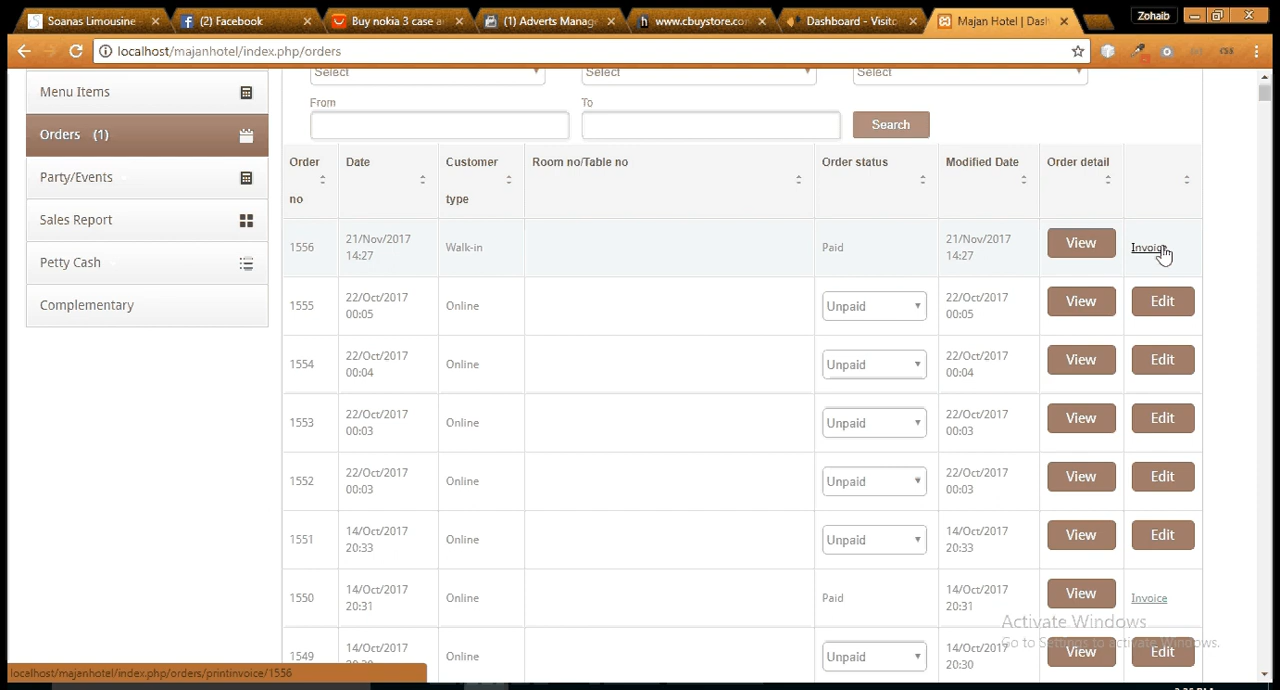 Soanas Limousine
(2) Facebook
Buy nokia 3 case a
(1) Adverts Manag
www.cbuystore.co
Dashboard - Visito
Majan Hotel | Dash
Zohaib
localhost/majanhotel/index.php/orders
Select Select Select
Menu Items
From To
Orders (1)
Search
Party/Events
Sales Report
Petty Cash
Complementary
Order no Date Customer type Room no/Table no Order status Modified Date Order detail
1556 21/Nov/2017 14:27 Walk-in Paid 21/Nov/2017 14:27 View Invoice
1555 22/Oct/2017 00:05 Online Unpaid 22/Oct/2017 00:05 View Edit
1554 22/Oct/2017 00:04 Online Unpaid 22/Oct/2017 00:04 View Edit
1553 22/Oct/2017 00:03 Online Unpaid 22/Oct/2017 00:03 View Edit
1552 22/Oct/2017 00:03 Online Unpaid 22/Oct/2017 00:03 View Edit
1551 14/Oct/2017 20:33 Online Unpaid 14/Oct/2017 20:33 View Edit
1550 14/Oct/2017 20:31 Online Paid 14/Oct/2017 20:31 View Invoice
1549 14/Oct/2017 Online Unpaid 14/Oct/2017 20:30 View Edit
Activate Windows
Go to Settings to activate Windows.
localhost/majanhotel/index.php/orders/printinvoice/1556